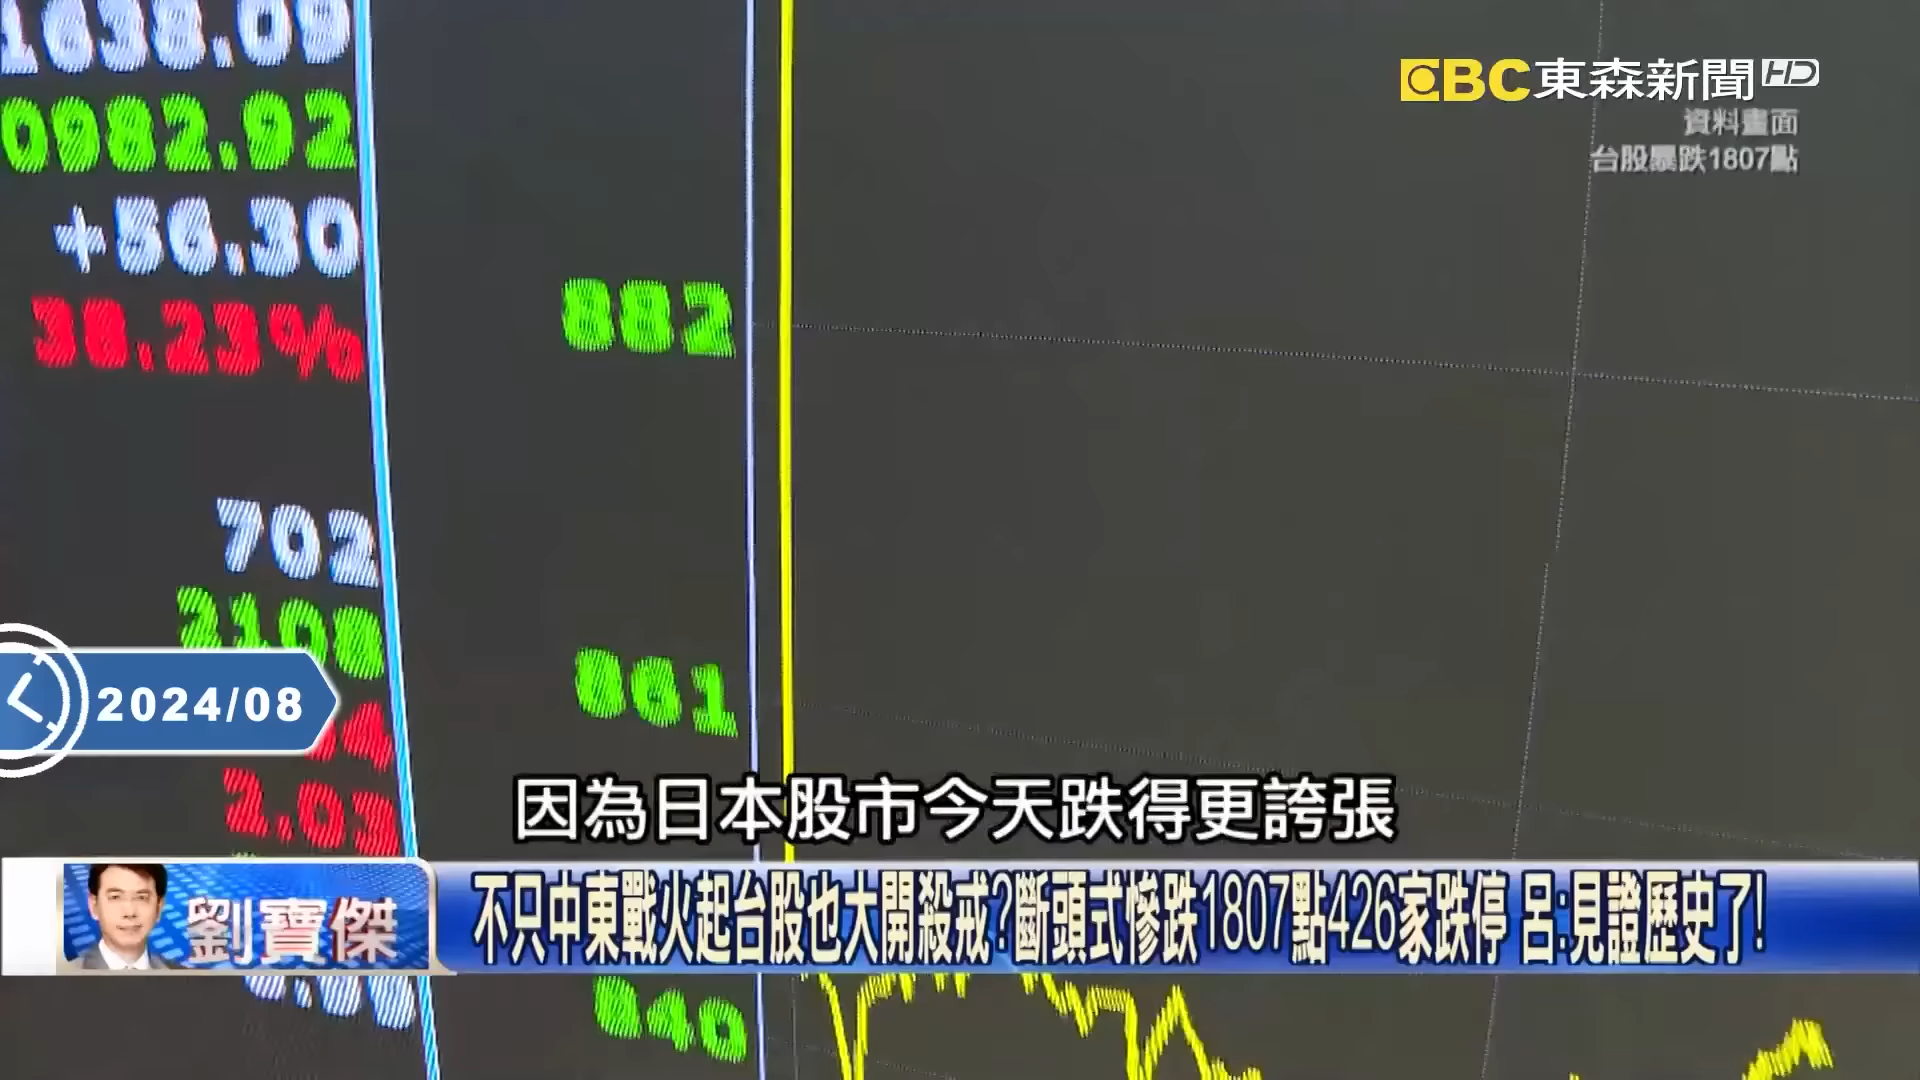 1638.09
0982.92
+56.30
38.23%
702
2108
4
2.03
882
861
840
EBC東森新聞HD
資料畫面
台股暴跌1807點
2024/08
因為日本股市今天跌得更誇張
劉寶傑
不只中東戰火起台股也大開殺戒?斷頭式慘跌1807點426家跌停 呂:見證歷史了!